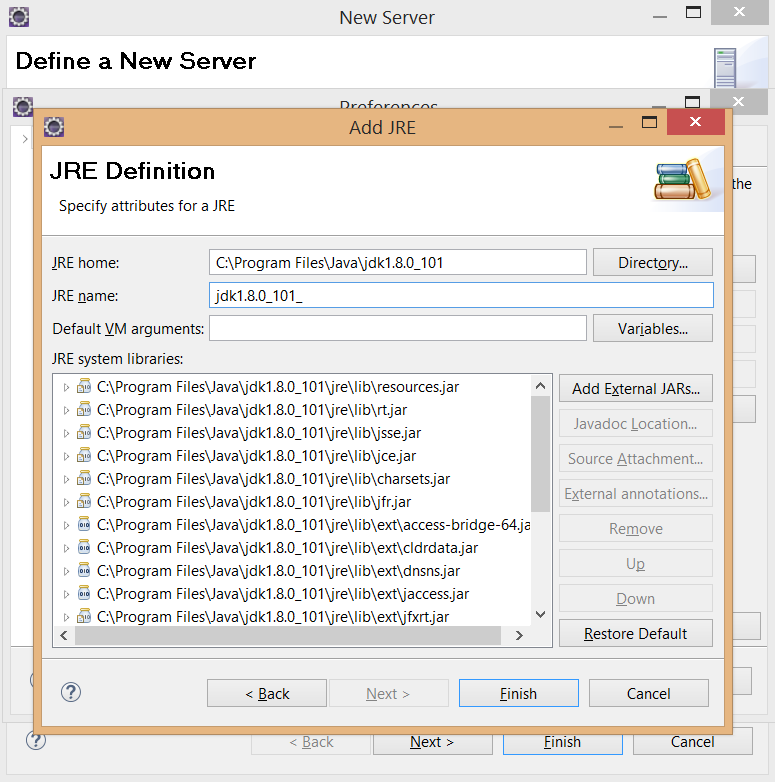 New Server
Define a New Server
Preferences
Add JRE
JRE Definition
the
Specify attributes for a JRE
JRE home: C:\Program Files\Java\jdk1.8.0_101 Directory...
JRE name: jdk1.8.0_101_
Default VM arguments: Variables...
JRE system libraries:
C:\Program Files\Java\jdk1.8.0_101\jre\lib\resources.jar
Add External JARs...
C:\Program Files\Java\jdk1.8.0_101\jre\lib\rt.jar
C:\Program Files\Java\jdk1.8.0_101\jre\lib\jsse.jar
Javadoc Location...
C:\Program Files\Java\jdk1.8.0_101\jre\lib\jce.jar
Source Attachment...
C:\Program Files\Java\jdk1.8.0_101\jre\lib\charsets.jar
External annotations...
C:\Program Files\Java\jdk1.8.0_101\jre\lib\jfr.jar
C:\Program Files\Java\jdk1.8.0_101\jre\lib\ext\access-bridge-64.ja
Remove
C:\Program Files\Java\jdk1.8.0_101\jre\lib\ext\cldrdata.jar
Up
C:\Program Files\Java\jdk1.8.0_101\jre\lib\ext\dnsns.jar
C:\Program Files\Java\jdk1.8.0_101\jre\lib\ext\jaccess.jar
Down
C:\Program Files\Java\jdk1.8.0_101\jre\lib\ext\jfxrt.jar
Restore Default
? < Back Next > Finish Cancel
? < Back Next > Finish Cancel